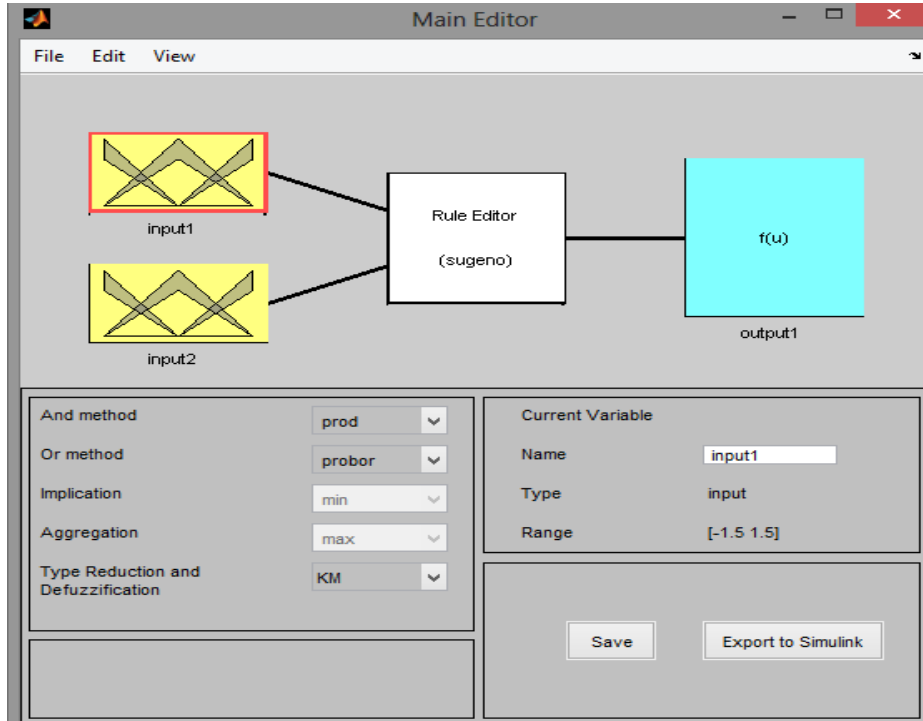 Main Editor
File Edit View
input1
input2
Rule Editor
(sugeno)
f(u)
output1
And method prod
Or method probor
Implication min
Aggregation max
Type Reduction and
Defuzzification KM
Current Variable
Name input1
Type input
Range [-1.5 1.5]
Save Export to Simulink